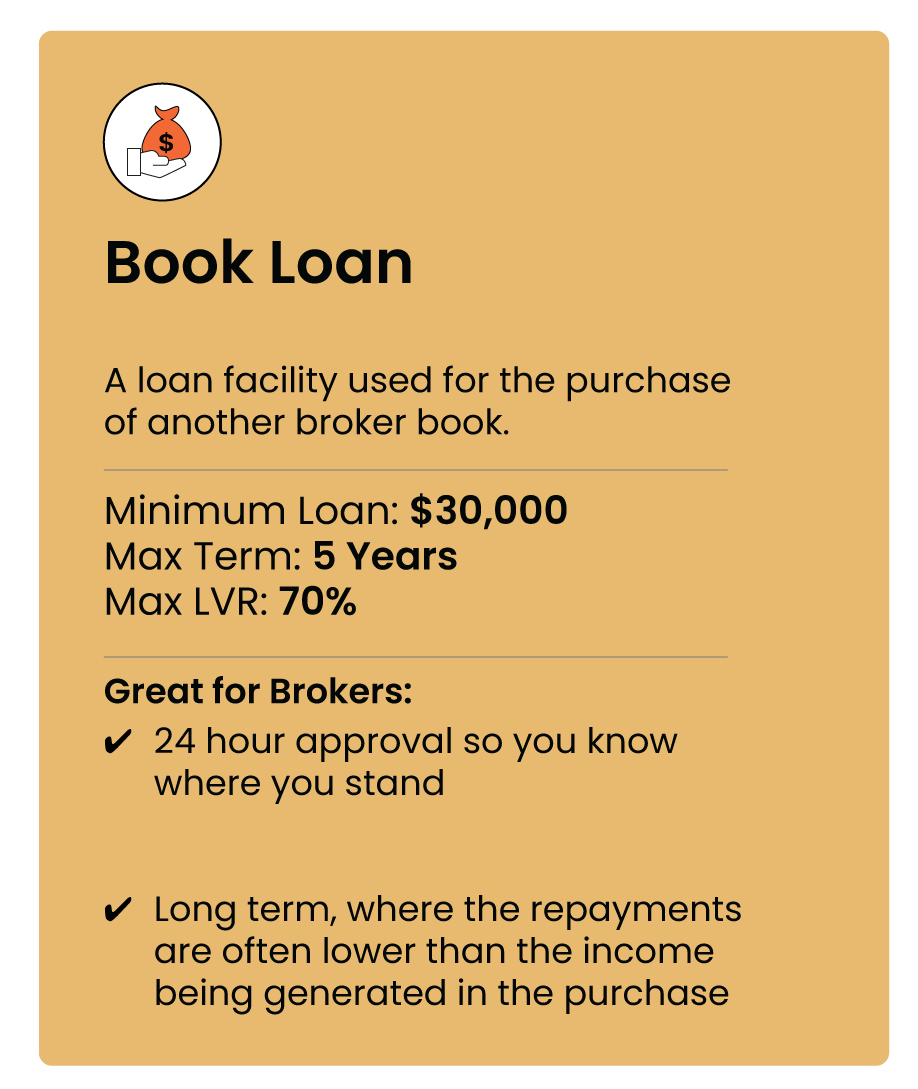 $
Book Loan
A loan facility used for the purchase
of another broker book.
Minimum Loan: $30,000
Max Term: 5 Years
Max LVR: 70%
Great for Brokers:
✔ 24 hour approval so you know
where you stand
✔ Long term, where the repayments
are often lower than the income
being generated in the purchase